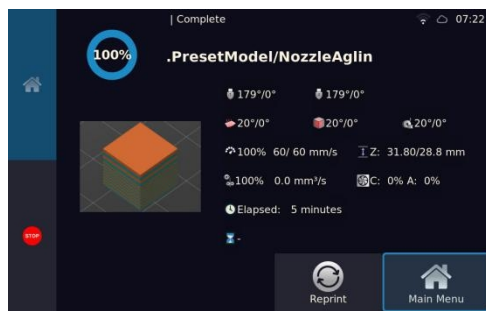 | Complete
07:22
100%
.PresetModel/NozzleAglin
179°/0° 179°/0°
20°/0° 20°/0° 20°/0°
100% 60/ 60 mm/s Z: 31.80/28.8 mm
100% 0.0 mm³/s C: 0% A: 0%
Elapsed: 5 minutes
-
STOP
Reprint Main Menu